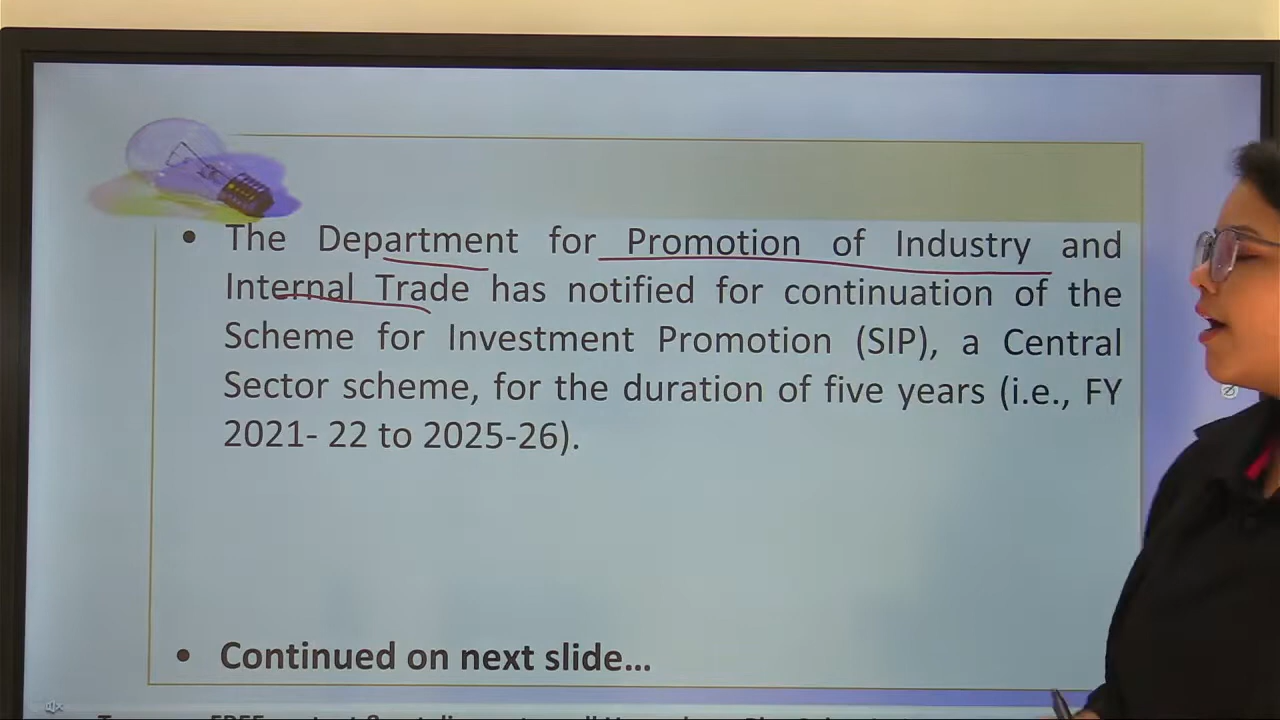 • The Department for Promotion of Industry and
Internal Trade has notified for continuation of the
Scheme for Investment Promotion (SIP), a Central
Sector scheme, for the duration of five years (i.e., FY
2021- 22 to 2025-26).
• Continued on next slide...